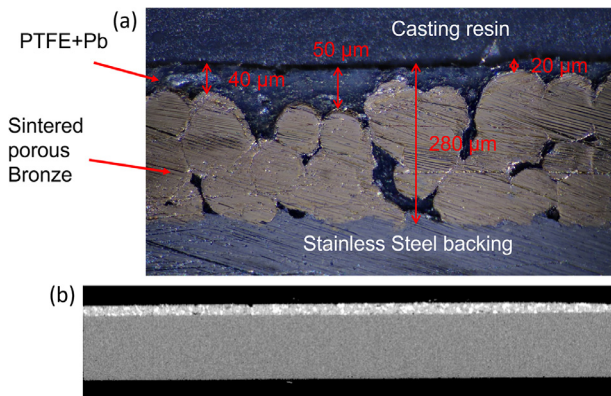 (a)
Casting resin
PTFE+Pb
50 µm
40 µm
20 µm
Sintered
porous
Bronze
280 µm
Stainless Steel backing
(b)